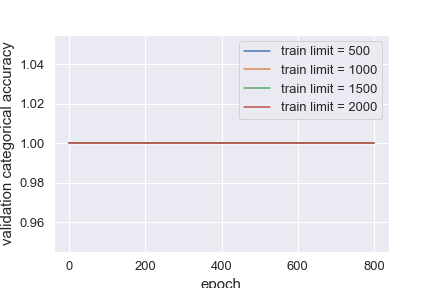 validation categorical accuracy
1.04
1.02
1.00
0.98
0.96
train limit = 500
train limit = 1000
train limit = 1500
train limit = 2000
0 200 400 600 800
epoch